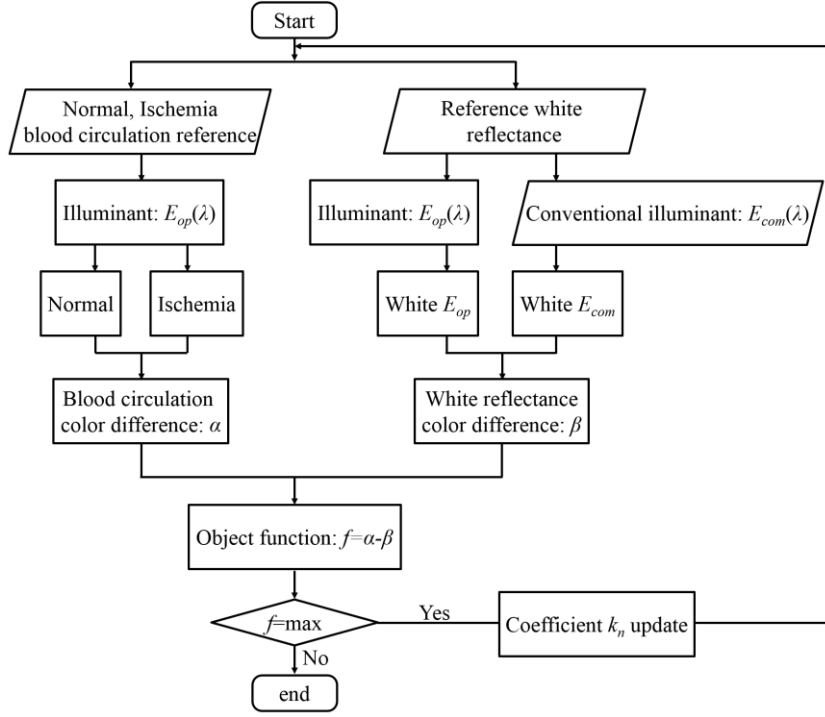 Start
Normal, Ischemia
blood circulation reference
Reference white
reflectance
Illuminant: E_op(λ)
Illuminant: E_op(λ)
Conventional illuminant: E_com(λ)
Normal
Ischemia
White E_op
White E_com
Blood circulation
color difference: α
White reflectance
color difference: β
Object function: f=α-β
f=max
Yes
Coefficient k_n update
No
end